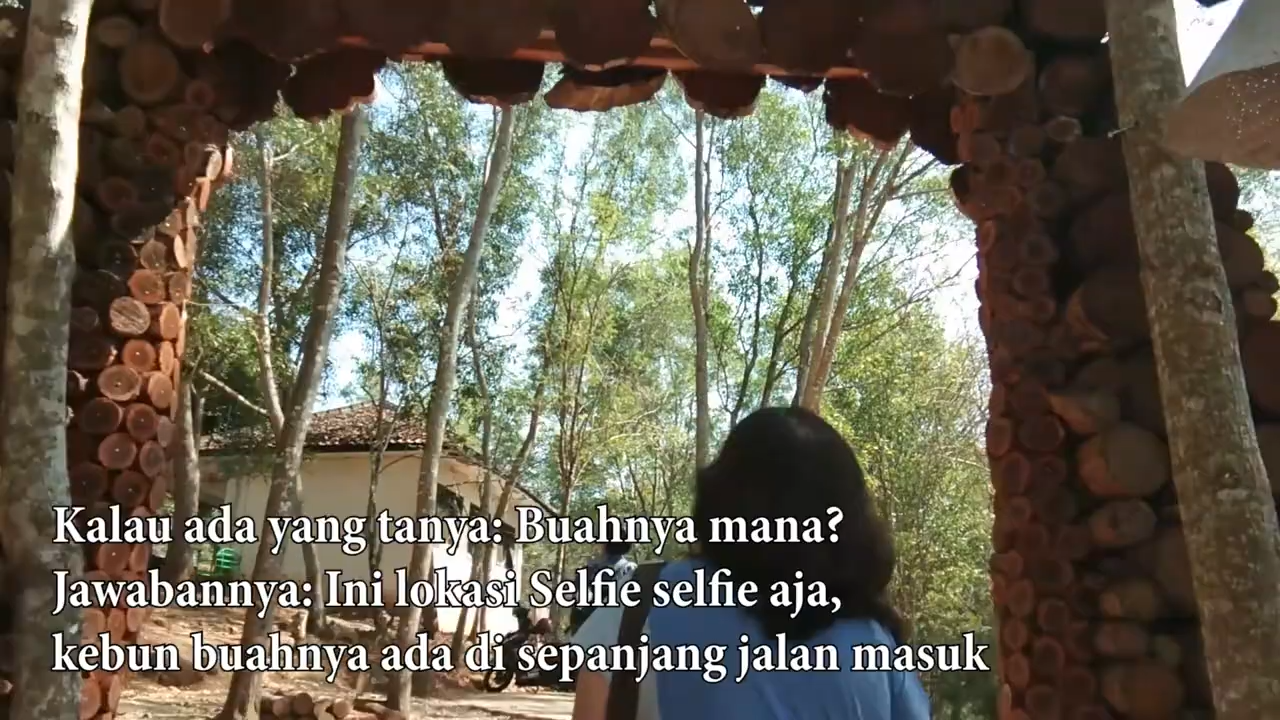 Kalau ada yang tanya: Buahnya mana?
Jawabannya: Ini lokasi Selfie selfie aja,
kebun buahnya ada di sepanjang jalan masuk